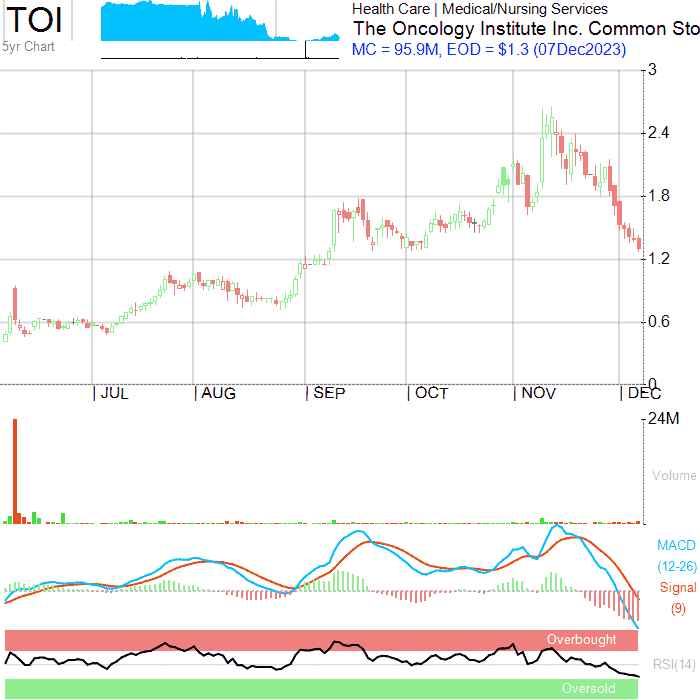 TOI
5yr Chart
Health Care | Medical/Nursing Services
The Oncology Institute Inc. Common Sto
MC = 95.9M, EOD = $1.3 (07Dec2023)
3
2.4
1.8
1.2
0.6
0
JUL AUG SEP OCT NOV DEC
24M
Volume
MACD
(12-26)
Signal
(9)
Overbought
RSI(14)
Oversold